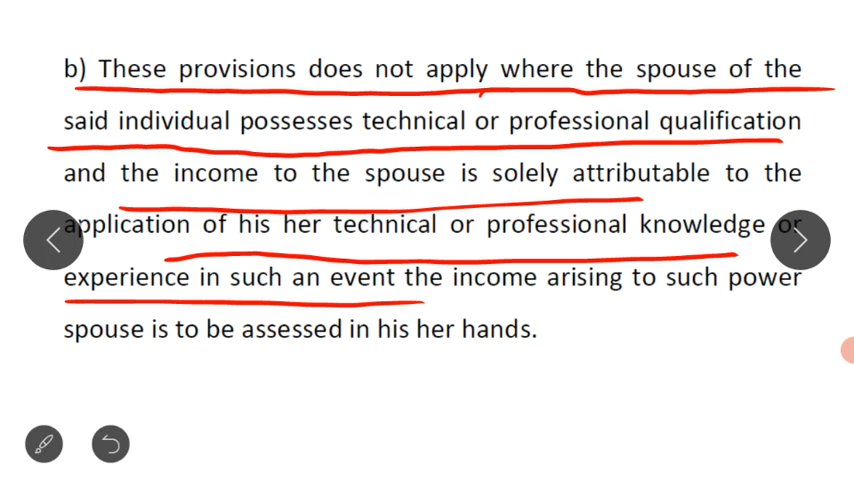 b) These provisions does not apply where the spouse of the
said individual possesses technical or professional qualification
and the income to the spouse is solely attributable to the
application of his her technical or professional knowledge or
experience in such an event the income arising to such power
spouse is to be assessed in his her hands.